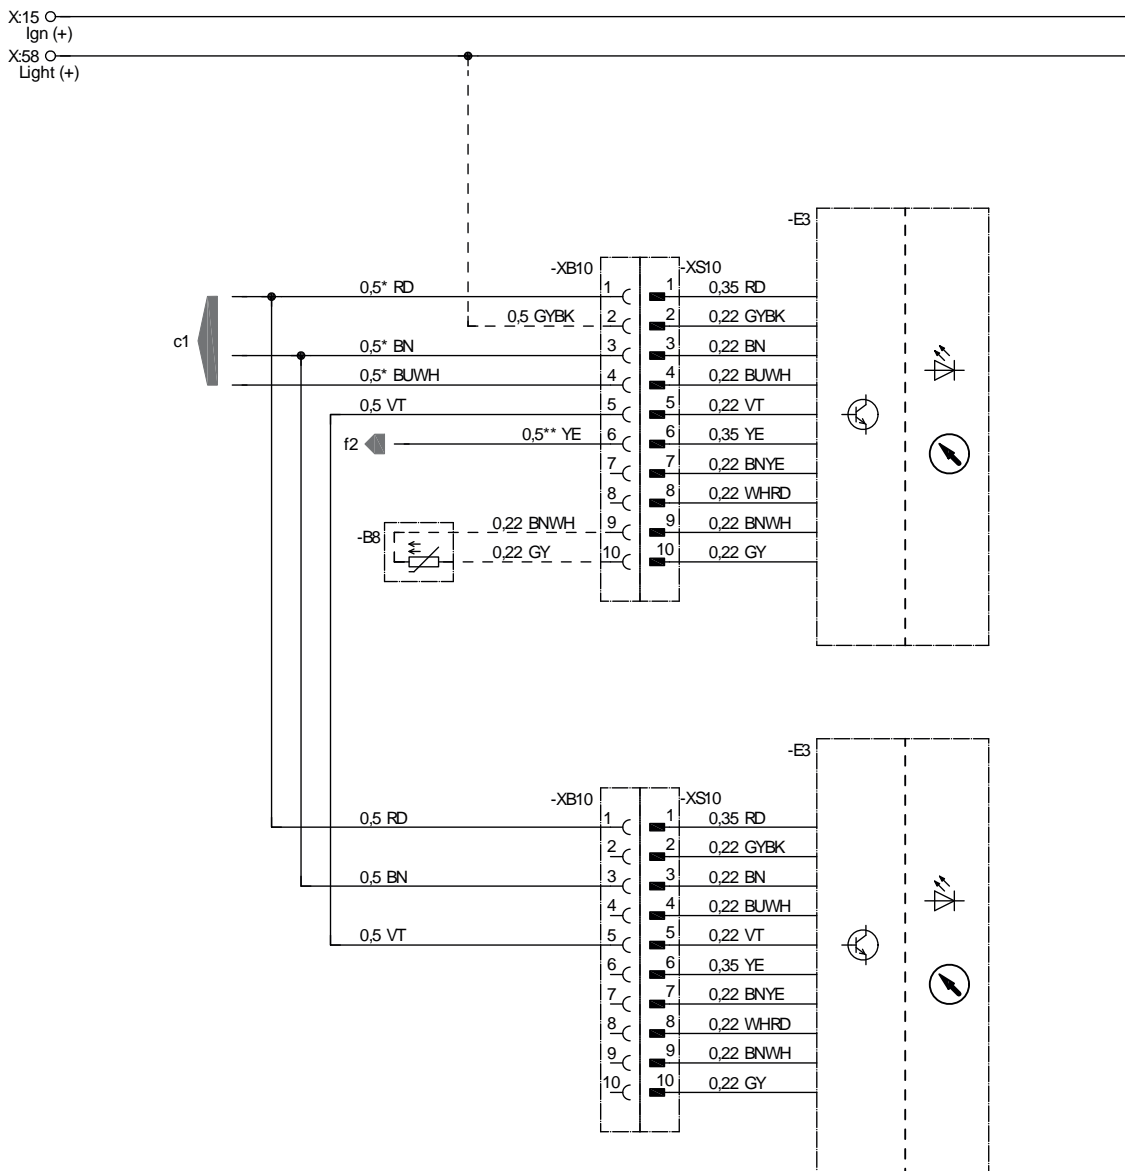 X:15
Ign (+)
X:58
Light (+)
-E3
-XB10 -XS10
0,5* RD 1 1 0,35 RD
0,5 GYBK 2 2 0,22 GYBK
c1
0,5* BN 3 3 0,22 BN
0,5* BUWH 4 4 0,22 BUWH
0,5 VT 5 5 0,22 VT
f2 0,5** YE 6 6 0,35 YE
7 7 0,22 BNYE
8 8 0,22 WHRD
-B8 0,22 BNWH 9 9 0,22 BNWH
0,22 GY 10 10 0,22 GY
-E3
-XB10 -XS10
0,5 RD 1 1 0,35 RD
2 2 0,22 GYBK
0,5 BN 3 3 0,22 BN
4 4 0,22 BUWH
0,5 VT 5 5 0,22 VT
6 6 0,35 YE
7 7 0,22 BNYE
8 8 0,22 WHRD
9 9 0,22 BNWH
10 10 0,22 GY